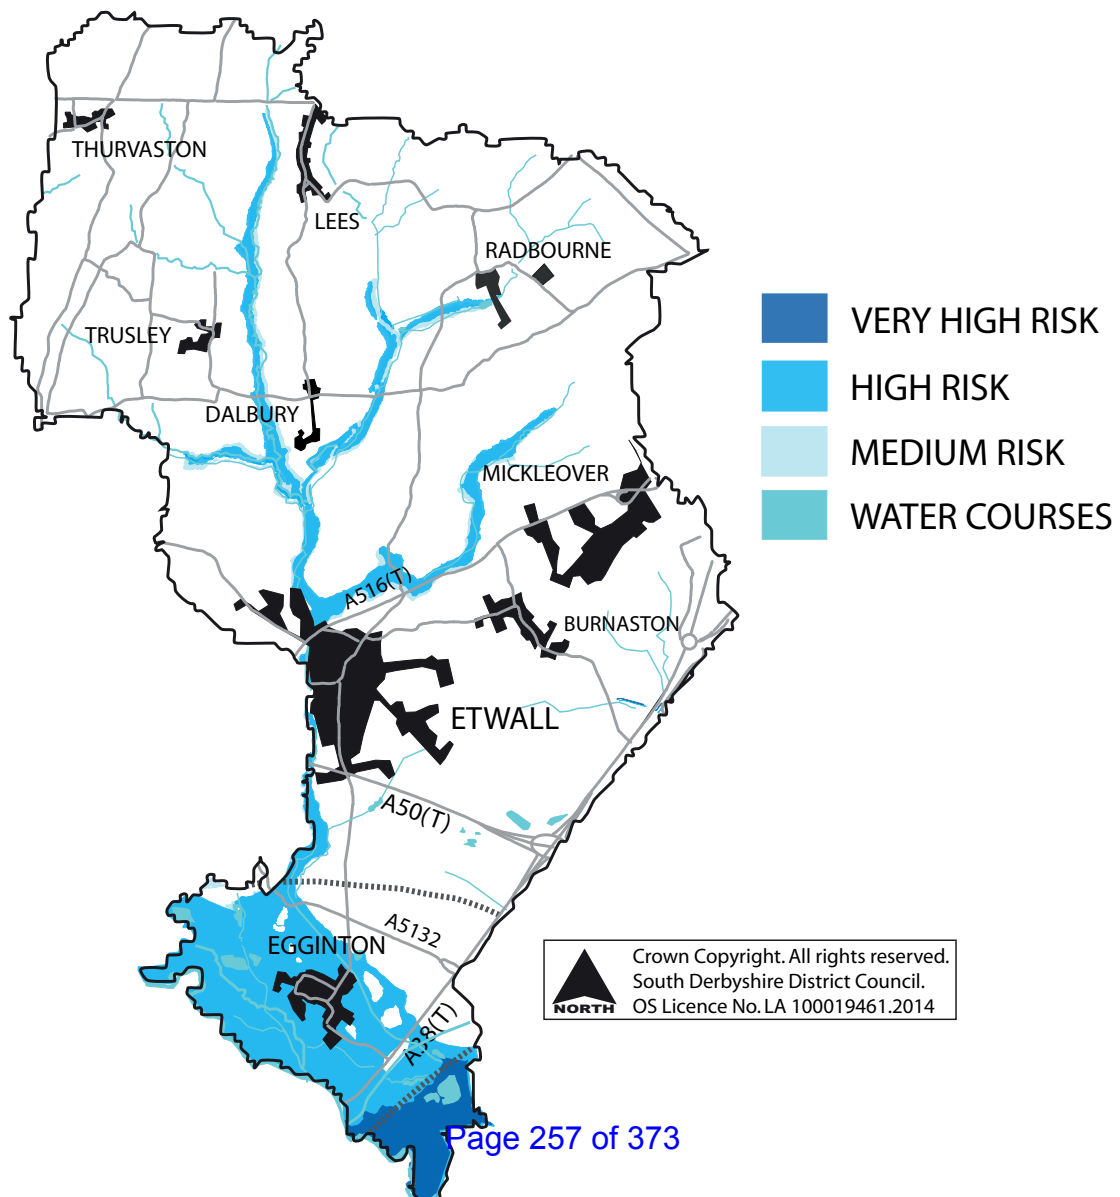 THURVASTON
LEES
RADBOURNE
TRUSLEY
VERY HIGH RISK
HIGH RISK
DALBURY
MEDIUM RISK
MICKLEOVER
WATER COURSES
A516(T)
BURNASTON
ETWALL
A50(T)
A5132
EGGINTON
Crown Copyright. All rights reserved.
South Derbyshire District Council.
OS Licence No. LA 100019461.2014
NORTH
A38(T)
Page 257 of 373